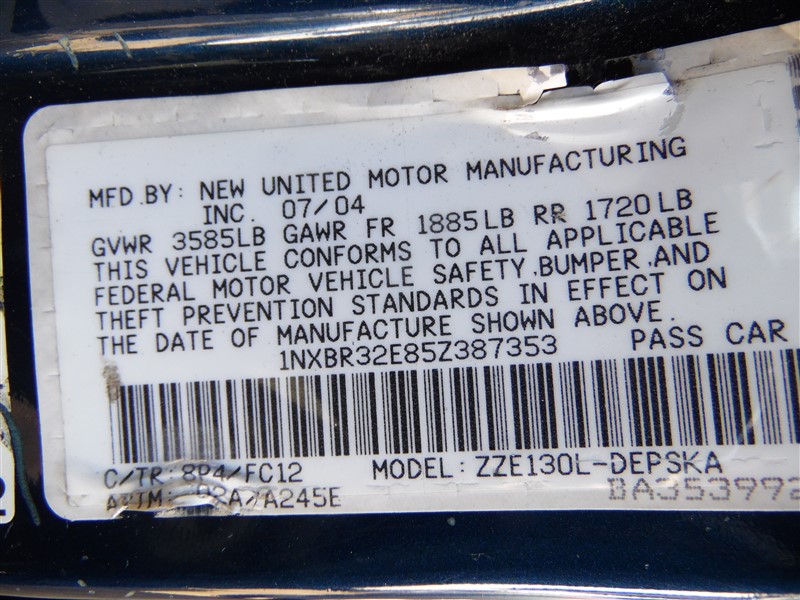 MFD.BY: NEW UNITED MOTOR MANUFACTURING
INC. 07/04
GVWR 3585LB GAWR FR 1885LB RR 1720LB
THIS VEHICLE CONFORMS TO ALL APPLICABLE
FEDERAL MOTOR VEHICLE SAFETY,BUMPER,AND
THEFT PREVENTION STANDARDS IN EFFECT ON
THE DATE OF MANUFACTURE SHOWN ABOVE.
1NXBR32E85Z387353 PASS CAR
C/TR: 8P4/FC12 MODEL: ZZE130L-DEPSKA
A245E
BA353992